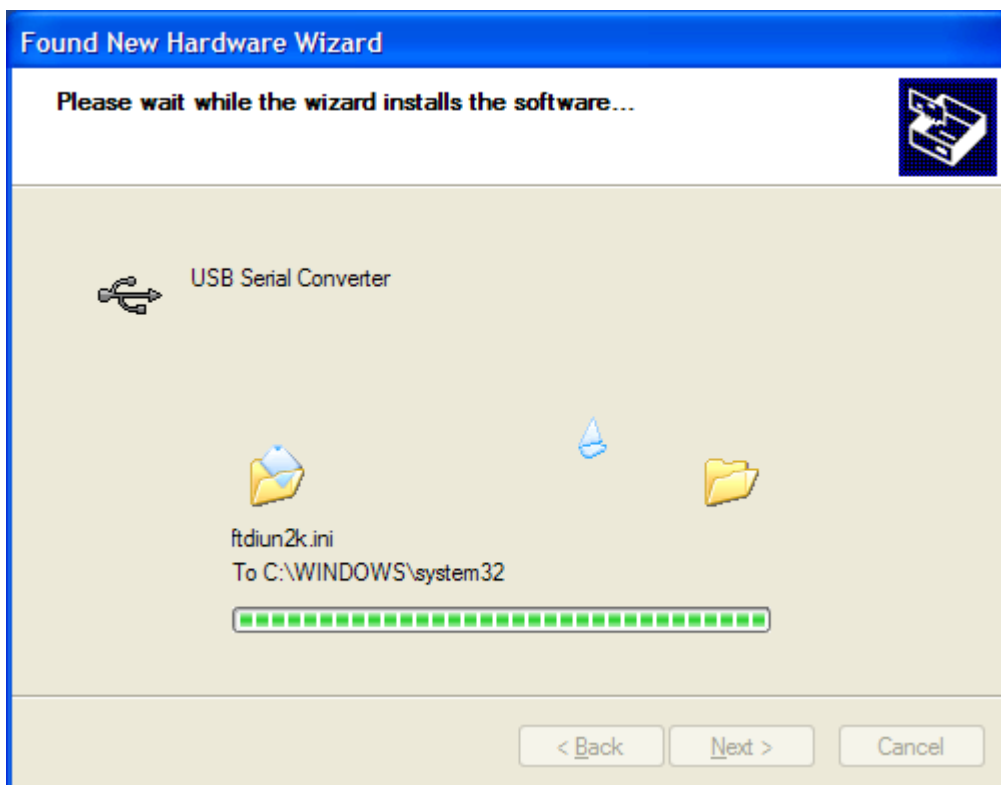 Found New Hardware Wizard
Please wait while the wizard installs the software...
USB Serial Converter
ftdiun2k.ini
To C:\WINDOWS\system32
< Back
Next >
Cancel